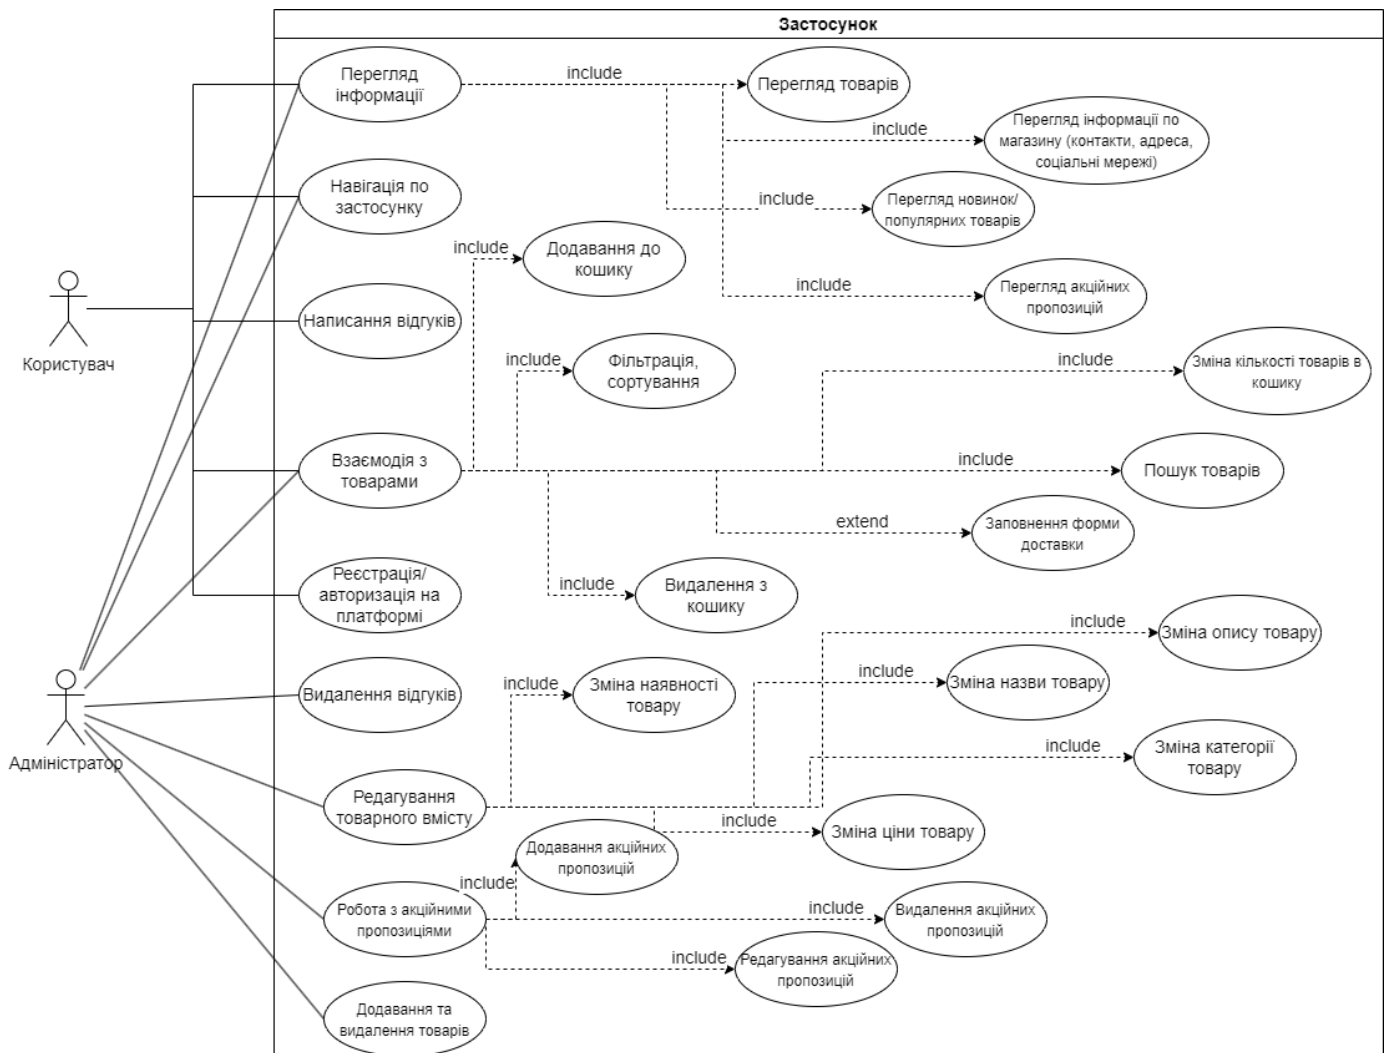 Застосунок
Перегляд
інформації
include
Перегляд товарів
include
Перегляд інформації по
магазину (контакти, адреса,
соціальні мережі)
Навігація по
застосунку
include
Перегляд новинок/
популярних товарів
include
Додавання до
кошику
include
Перегляд акційних
пропозицій
Користувач
Написання відгуків
include
Фільтрація,
сортування
include
Зміна кількості товарів в
кошику
Взаємодія з
товарами
include
Пошук товарів
extend
Заповнення форми
доставки
Реєстрація/
авторизація на
платформі
include
Видалення з
кошику
include
Зміна опису товару
Адміністратор
Видалення відгуків
include
Зміна наявності
товару
include
Зміна назви товару
include
Зміна категорії
товару
Редагування
товарного вмісту
include
Зміна ціни товару
Додавання акційних
пропозицій
include
Робота з акційними
пропозиціями
include
Видалення акційних
пропозицій
include
Редагування акційних
пропозицій
Додавання та
видалення товарів